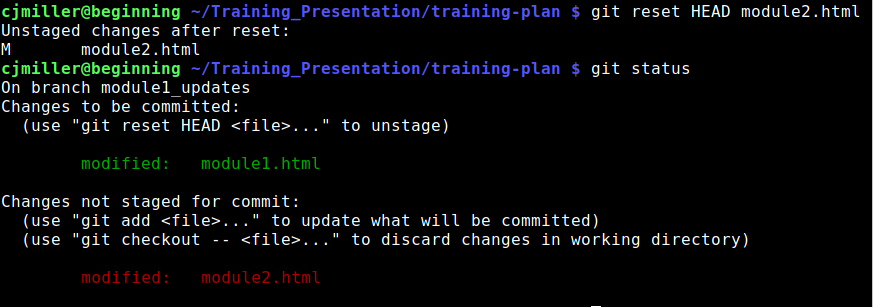 cjmiller@beginning ~/Training_Presentation/training-plan $ git reset HEAD module2.html
Unstaged changes after reset:
M       module2.html
cjmiller@beginning ~/Training_Presentation/training-plan $ git status
On branch module1_updates
Changes to be committed:
  (use "git reset HEAD <file>..." to unstage)

        modified:   module1.html

Changes not staged for commit:
  (use "git add <file>..." to update what will be committed)
  (use "git checkout -- <file>..." to discard changes in working directory)

        modified:   module2.html